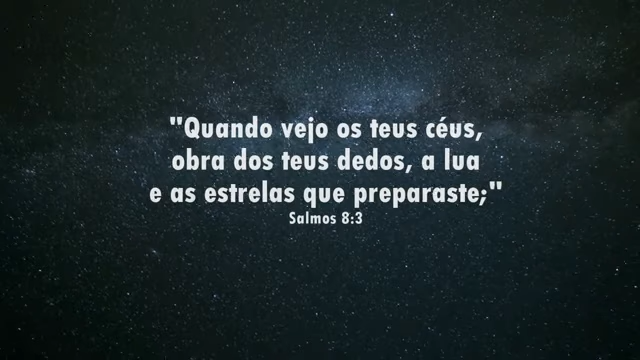 "Quando vejo os teus céus,
obra dos teus dedos, a lua
e as estrelas que preparaste;"
Salmos 8:3